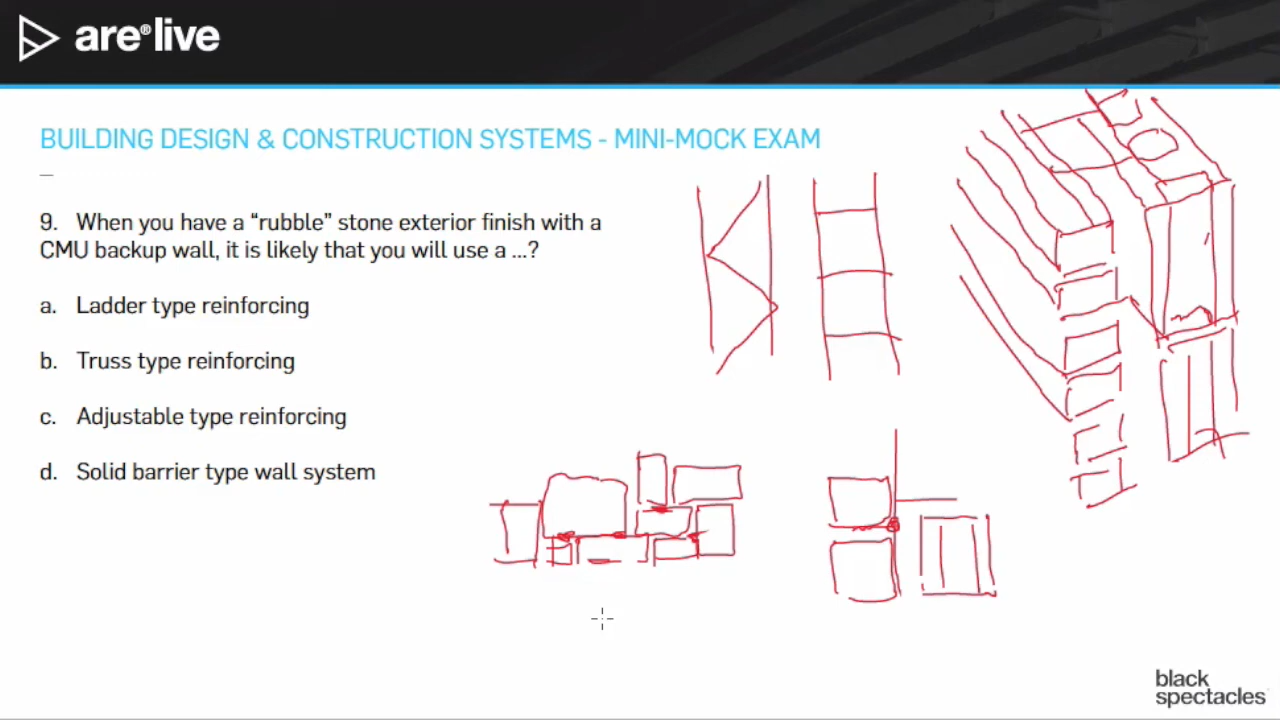 are®live
BUILDING DESIGN & CONSTRUCTION SYSTEMS - MINI-MOCK EXAM
9. When you have a “rubble” stone exterior finish with a
CMU backup wall, it is likely that you will use a ...?
a. Ladder type reinforcing
b. Truss type reinforcing
c. Adjustable type reinforcing
d. Solid barrier type wall system
black
spectacles